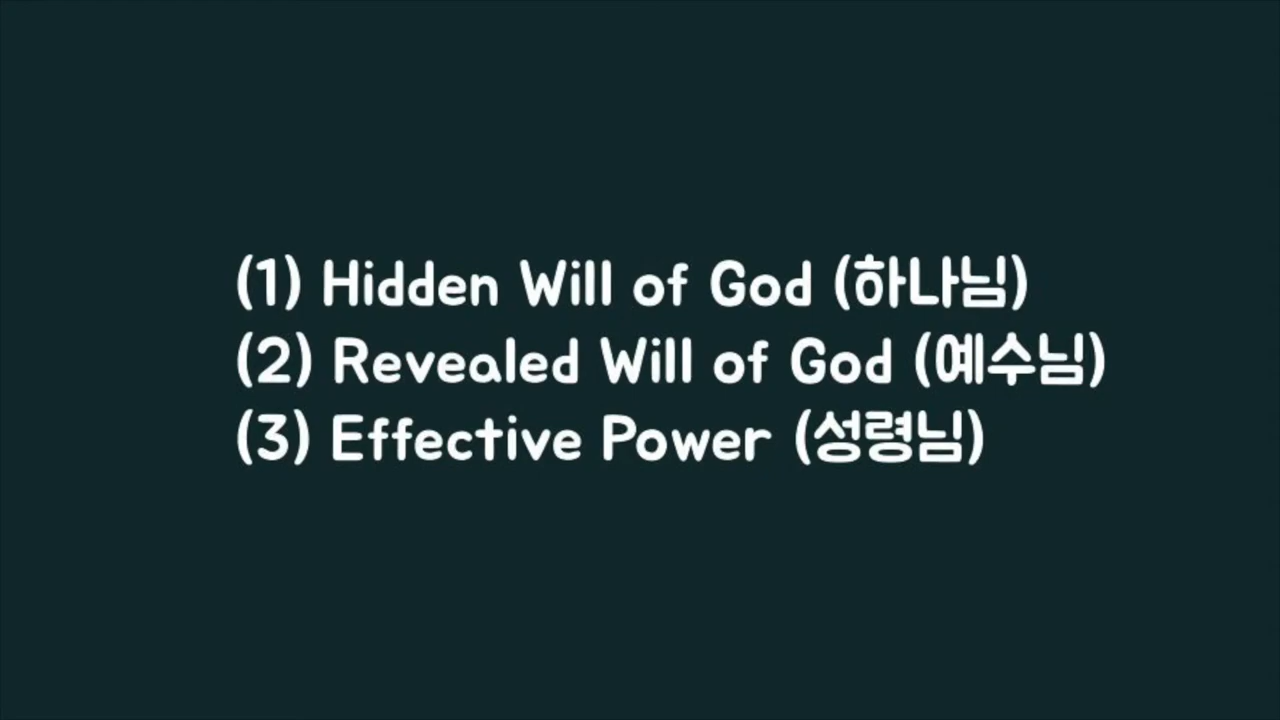 (1) Hidden Will of God (하나님)
(2) Revealed Will of God (예수님)
(3) Effective Power (성령님)